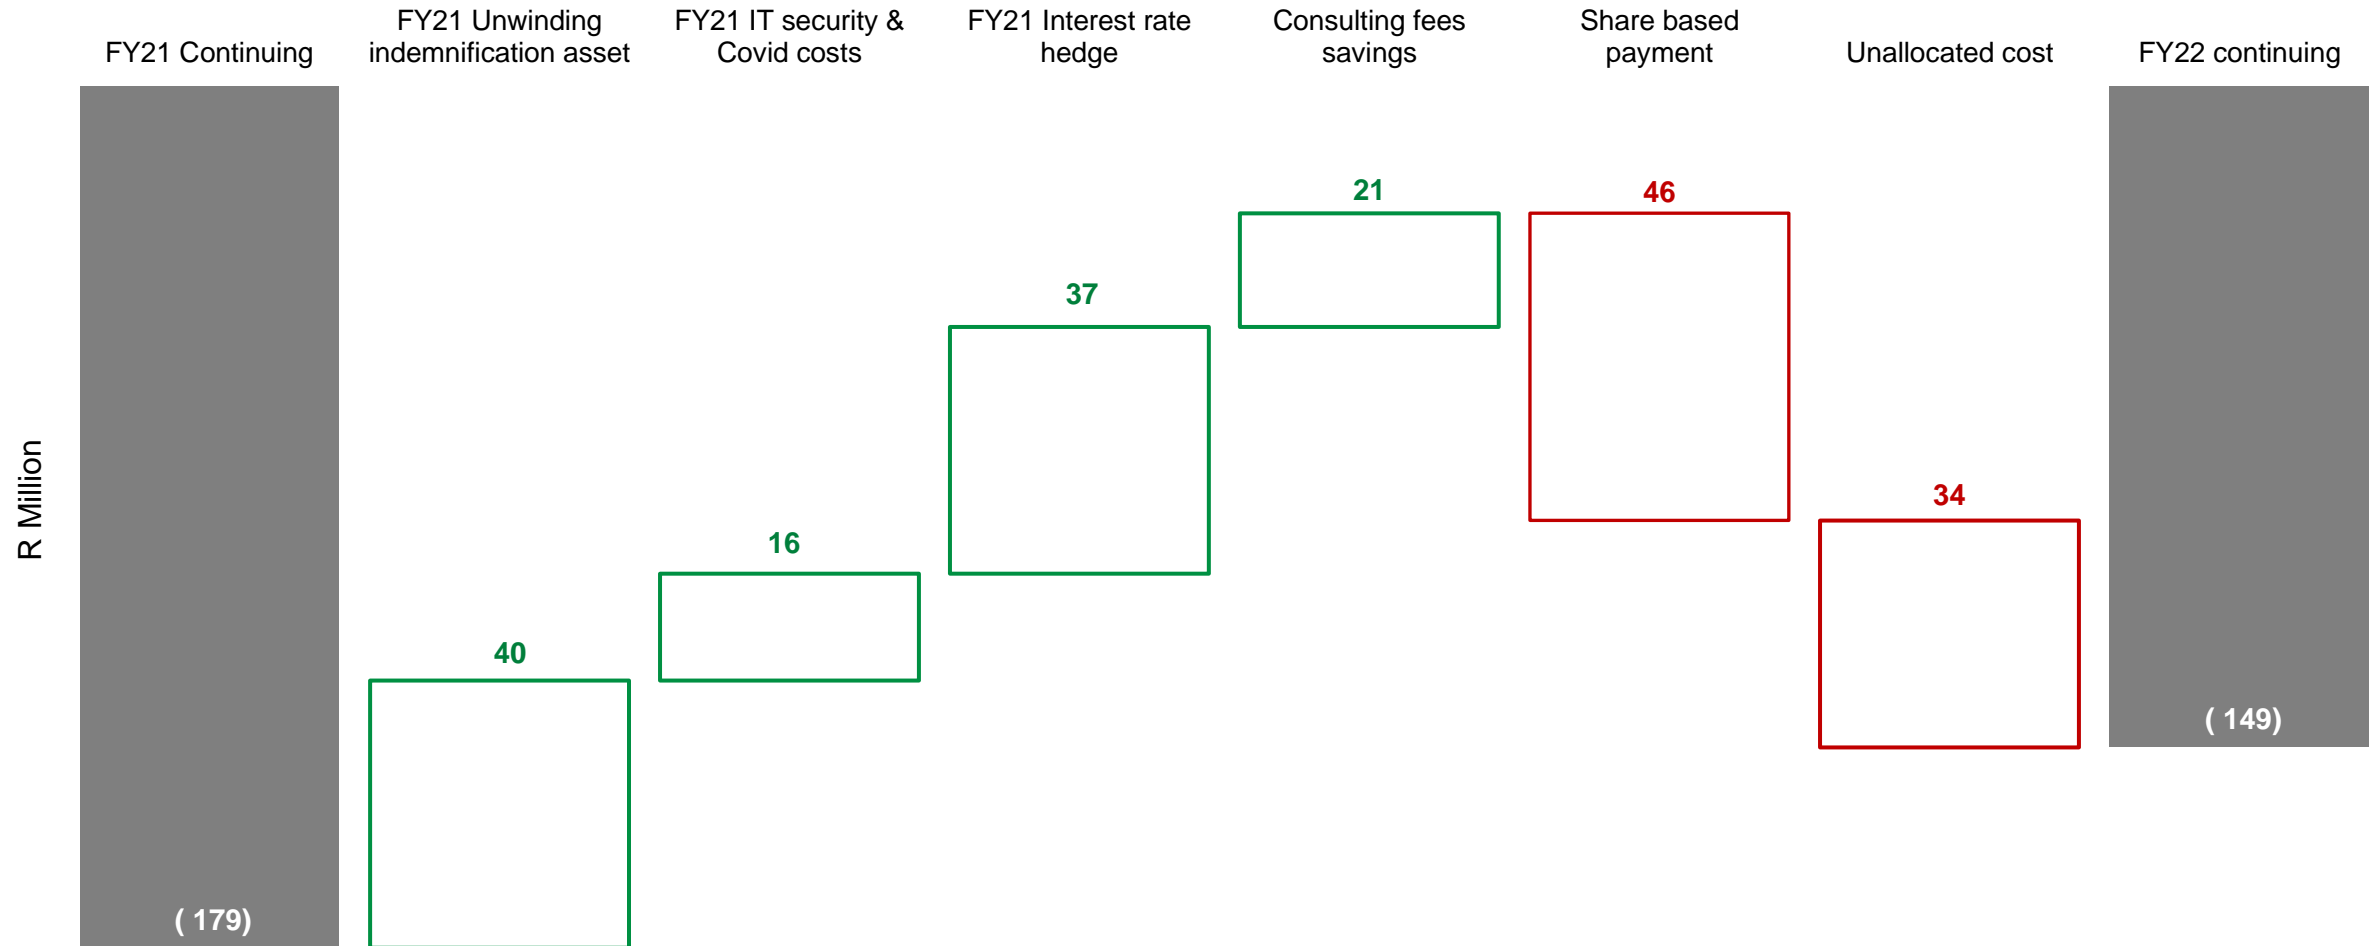 FY21 Continuing
FY21 Unwinding
indemnification asset
FY21 IT security &
Covid costs
FY21 Interest rate
hedge
Consulting fees
savings
Share based
payment
Unallocated cost
FY22 continuing
R Million
( 179)
40
16
37
21
46
34
( 149)